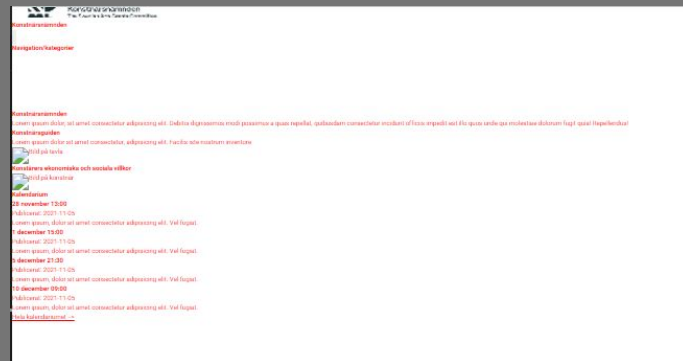 Konstnärsnämnden
The Swedish Arts Grants Committee
Konstnärsnämnden
Navigation/kategorier
Konstnärsnämnden
Lorem ipsum dolor, sit amet consectetur adipisicing elit. Debitis dignissimos modi possimus a quas repellat, quibusdam consectetur incidunt officiis impedit est illo quos unde qui molestiae dolorum fugit quia! Repellendus!
Konstnärsguiden
Lorem ipsum dolor sit amet consectetur, adipisicing elit. Facilis iste nostrum inventore
Bild på tavla
Konstnärers ekonomiska och sociala villkor
Bild på konstnär
Kalendarium
28 november 13:00
Publicerat: 2021-11-05
Lorem ipsum, dolor sit amet consectetur adipisicing elit. Vel fugiat.
1 december 15:00
Publicerat: 2021-11-05
Lorem ipsum, dolor sit amet consectetur adipisicing elit. Vel fugiat.
5 december 21:30
Publicerat: 2021-11-05
Lorem ipsum, dolor sit amet consectetur adipisicing elit. Vel fugiat.
10 december 09:00
Publicerat: 2021-11-05
Lorem ipsum, dolor sit amet consectetur adipisicing elit. Vel fugiat.
Hela kalendariumet →